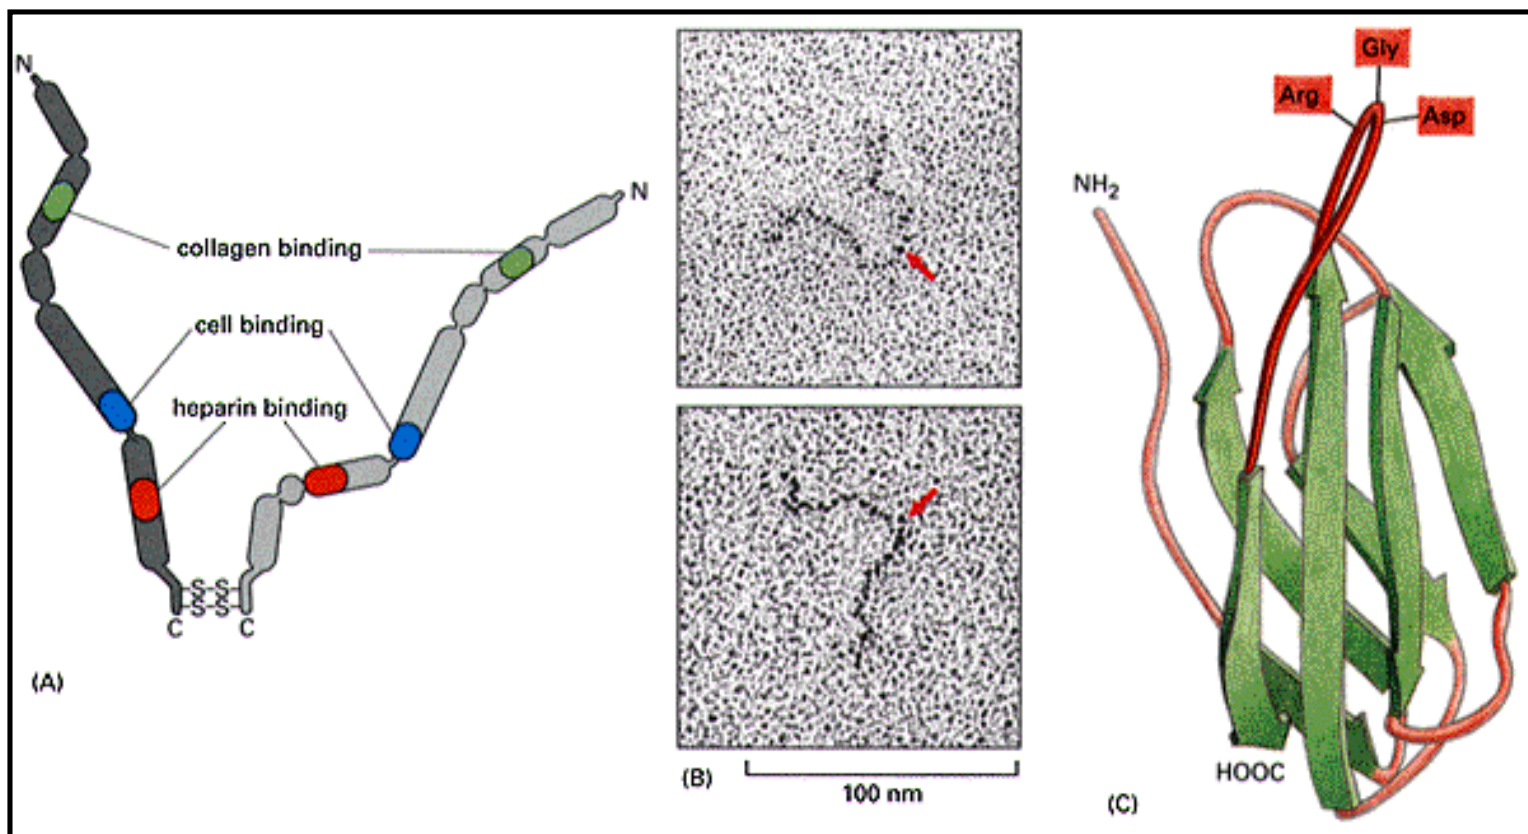 N
N
collagen binding
cell binding
heparin binding
S S
S S
C
C
(A)
(B)
100 nm
Gly
Arg
Asp
NH2
HOOC
(C)